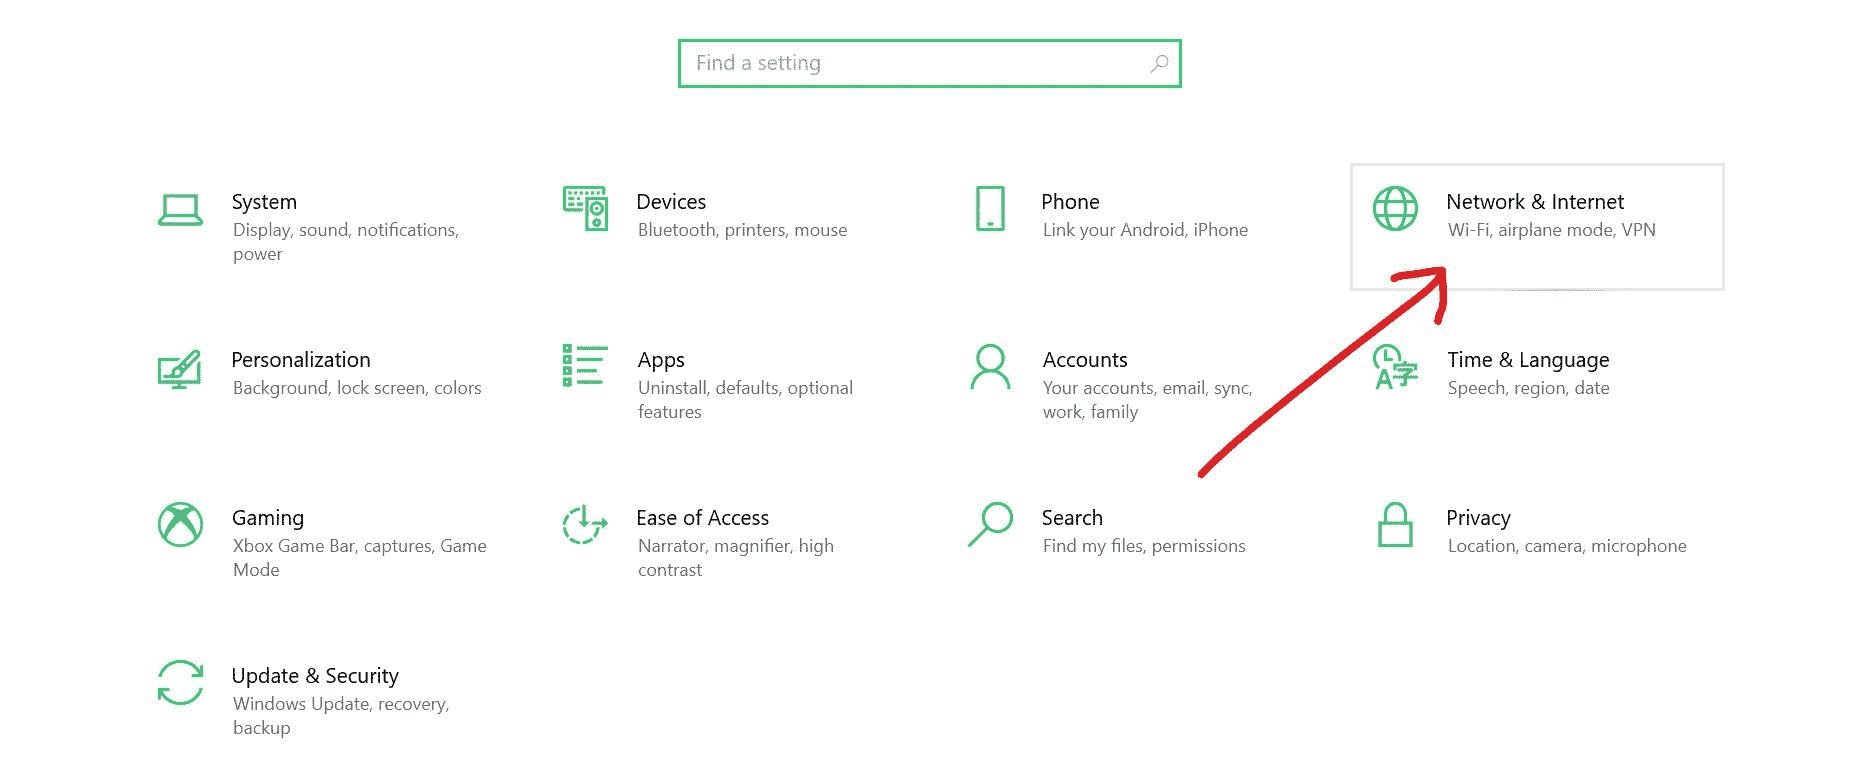 Find a setting
System
Display, sound, notifications,
power
Devices
Bluetooth, printers, mouse
Phone
Link your Android, iPhone
Network & Internet
Wi-Fi, airplane mode, VPN
Personalization
Background, lock screen, colors
Apps
Uninstall, defaults, optional
features
Accounts
Your accounts, email, sync,
work, family
Time & Language
Speech, region, date
Gaming
Xbox Game Bar, captures, Game
Mode
Ease of Access
Narrator, magnifier, high
contrast
Search
Find my files, permissions
Privacy
Location, camera, microphone
Update & Security
Windows Update, recovery,
backup